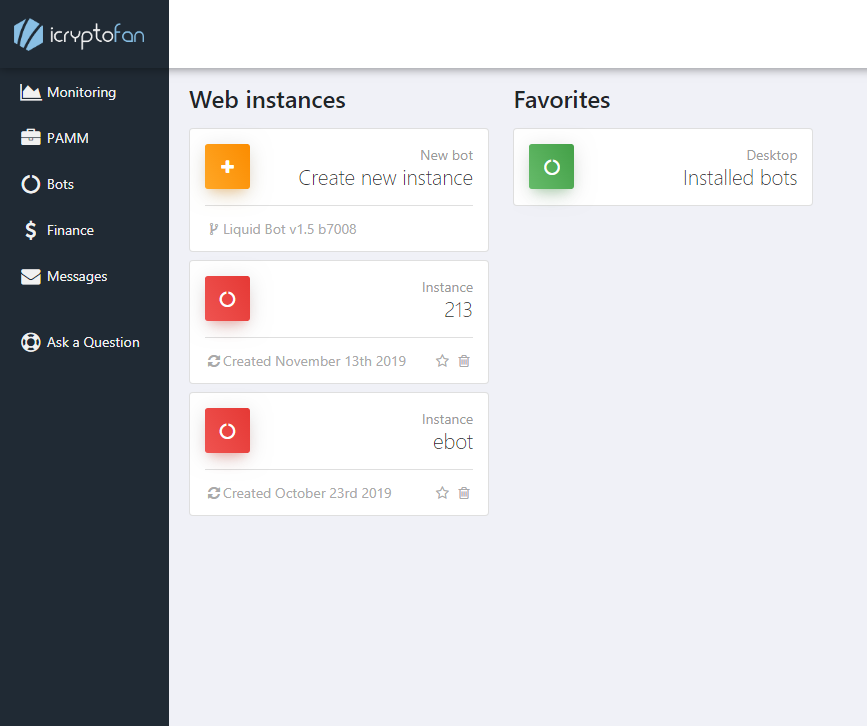 icryptofan
Monitoring
PAMM
Bots
Finance
Messages
Ask a Question
Web instances
New bot
Create new instance
Liquid Bot v1.5 b7008
Instance
213
Created November 13th 2019
Instance
ebot
Created October 23rd 2019
Favorites
Desktop
Installed bots